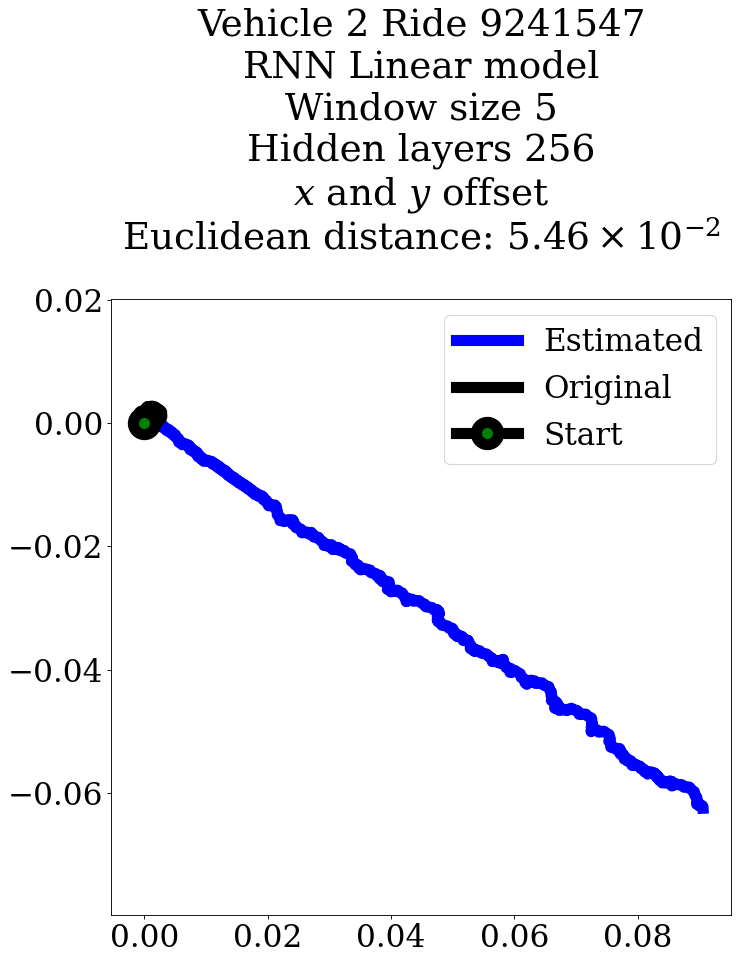 Vehicle 2 Ride 9241547
RNN Linear model
Window size 5
Hidden layers 256
x and y offset
Euclidean distance: 5.46 × 10⁻²
0.02
0.00
−0.02
−0.04
−0.06
Estimated
Original
Start
0.00 0.02 0.04 0.06 0.08